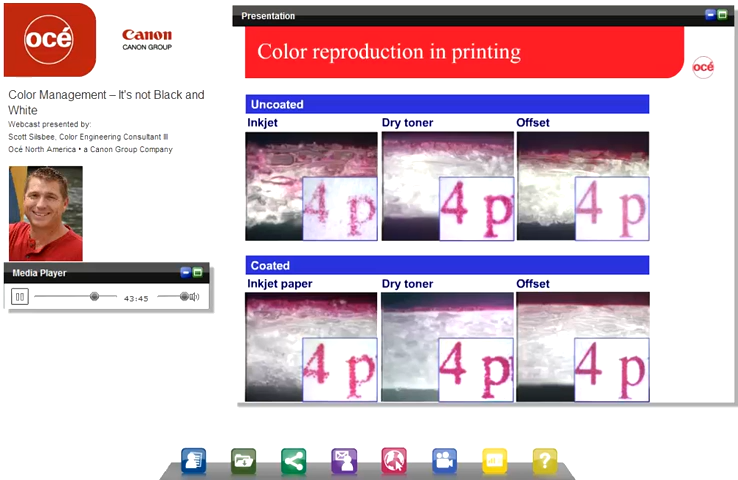 océ
Canon
CANON GROUP
Color Management – It's not Black and
White
Webcast presented by:
Scott Silsbee, Color Engineering Consultant III
Océ North America • a Canon Group Company
Media Player
43:45
Presentation
Color reproduction in printing
océ
Uncoated
Inkjet Dry toner Offset
4 p 4 p 4 p
Coated
Inkjet paper Dry toner Offset
4 p 4 p 4 p
?